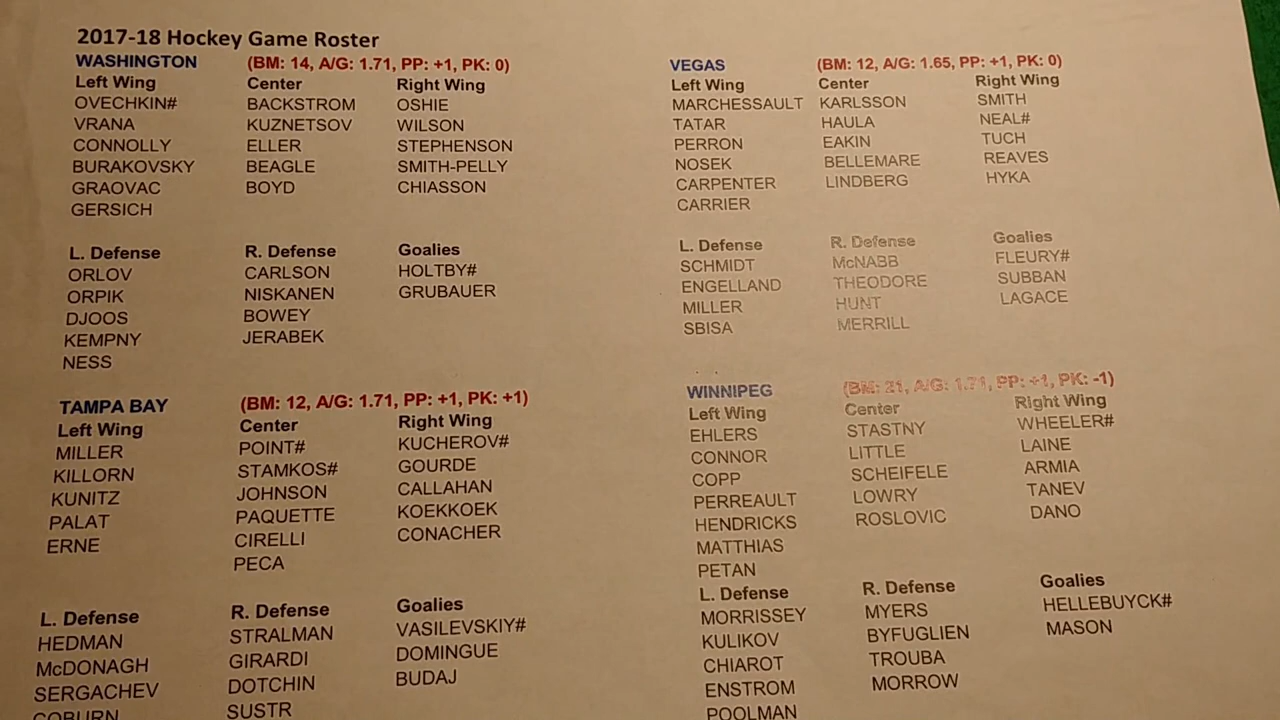 2017-18 Hockey Game Roster
WASHINGTON (BM: 14, A/G: 1.71, PP: +1, PK: 0)
Left Wing Center Right Wing
OVECHKIN# BACKSTROM OSHIE
VRANA KUZNETSOV WILSON
CONNOLLY ELLER STEPHENSON
BURAKOVSKY BEAGLE SMITH-PELLY
GRAOVAC BOYD CHIASSON
GERSICH
L. Defense R. Defense Goalies
ORLOV CARLSON HOLTBY#
ORPIK NISKANEN GRUBAUER
DJOOS BOWEY
KEMPNY JERABEK
NESS
VEGAS (BM: 12, A/G: 1.65, PP: +1, PK: 0)
Left Wing Center Right Wing
MARCHESSAULT KARLSSON SMITH
TATAR HAULA NEAL#
PERRON EAKIN TUCH
NOSEK BELLEMARE REAVES
CARPENTER LINDBERG HYKA
CARRIER
L. Defense R. Defense Goalies
SCHMIDT McNABB FLEURY#
ENGELLAND THEODORE SUBBAN
MILLER HUNT LAGACE
SBISA MERRILL
TAMPA BAY (BM: 12, A/G: 1.71, PP: +1, PK: +1)
Left Wing Center Right Wing
MILLER POINT# KUCHEROV#
KILLORN STAMKOS# GOURDE
KUNITZ JOHNSON CALLAHAN
PALAT PAQUETTE KOEKKOEK
ERNE CIRELLI CONACHER
PECA
L. Defense R. Defense Goalies
HEDMAN STRALMAN VASILEVSKIY#
McDONAGH GIRARDI DOMINGUE
SERGACHEV DOTCHIN BUDAJ
COBURN SUSTR
WINNIPEG (BM: 21, A/G: 1.71, PP: +1, PK: -1)
Left Wing Center Right Wing
EHLERS STASTNY WHEELER#
CONNOR LITTLE LAINE
COPP SCHEIFELE ARMIA
PERREAULT LOWRY TANEV
HENDRICKS ROSLOVIC DANO
MATTHIAS
PETAN
L. Defense R. Defense Goalies
MORRISSEY MYERS HELLEBUYCK#
KULIKOV BYFUGLIEN MASON
CHIAROT TROUBA
ENSTROM MORROW
POOLMAN